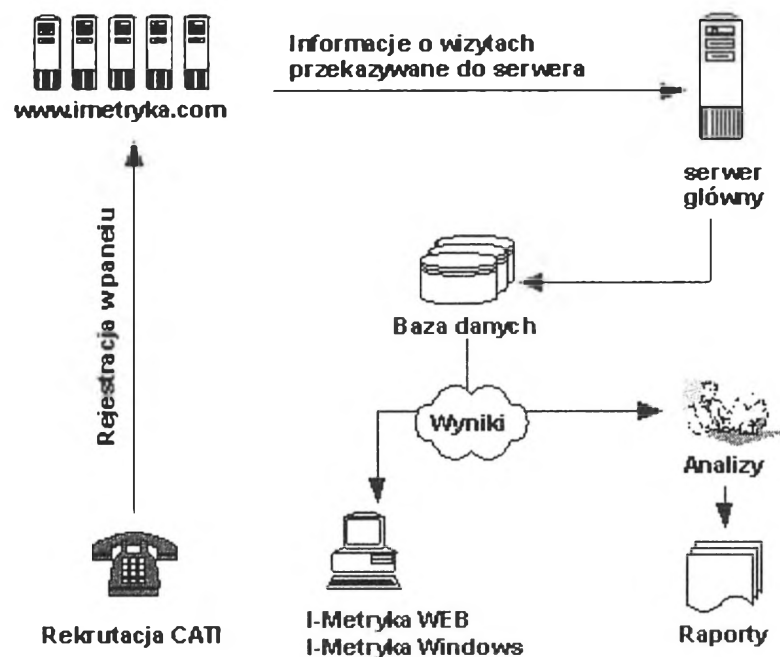 Informacje o wizytach
przekazywane do serwera
www.imetryka.com
serwer
główny
Rejestracja w panelu
Baza danych
Wyniki
Analizy
Rekrutacja CATI
I-Metryka WEB
I-Metryka Windows
Raporty